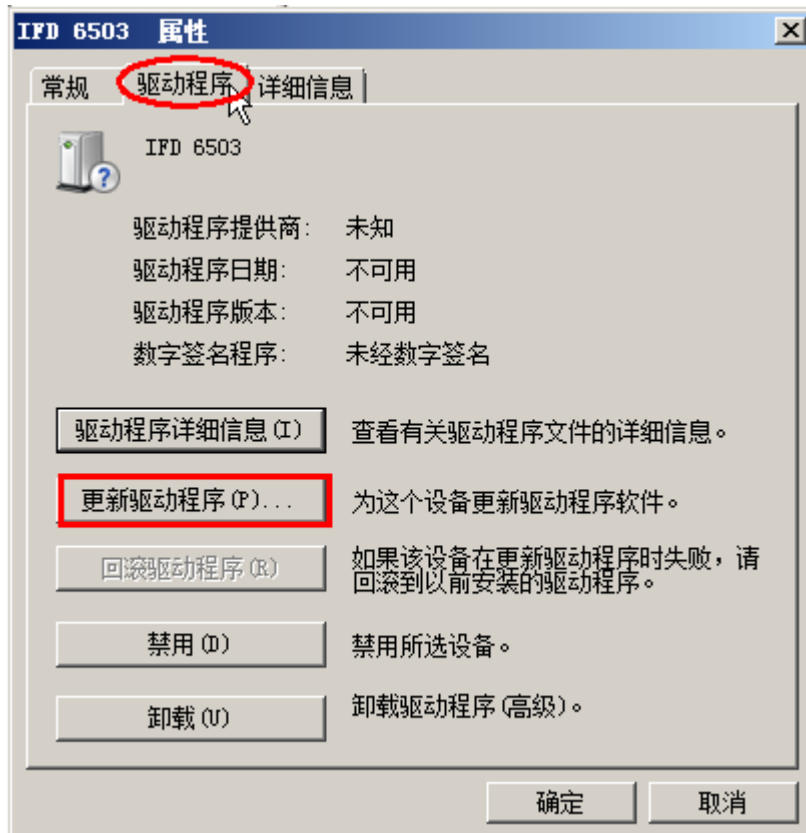 IFD 6503 属性
常规 驱动程序 详细信息
IFD 6503
驱动程序提供商: 未知
驱动程序日期: 不可用
驱动程序版本: 不可用
数字签名程序: 未经数字签名
驱动程序详细信息(I) 查看有关驱动程序文件的详细信息。
更新驱动程序(P)... 为这个设备更新驱动程序软件。
回滚驱动程序(R) 如果该设备在更新驱动程序时失败，请
回滚到以前安装的驱动程序。
禁用(D) 禁用所选设备。
卸载(U) 卸载驱动程序(高级)。
确定 取消